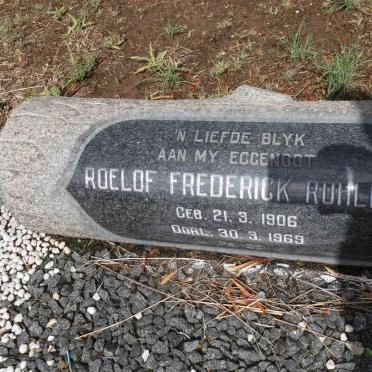 'N LIEFDE BLYK
AAN MY EGGENOOT
ROELOF FREDERICK
GEB. 21. 3. 1906
OORL. 30. 3. 1969